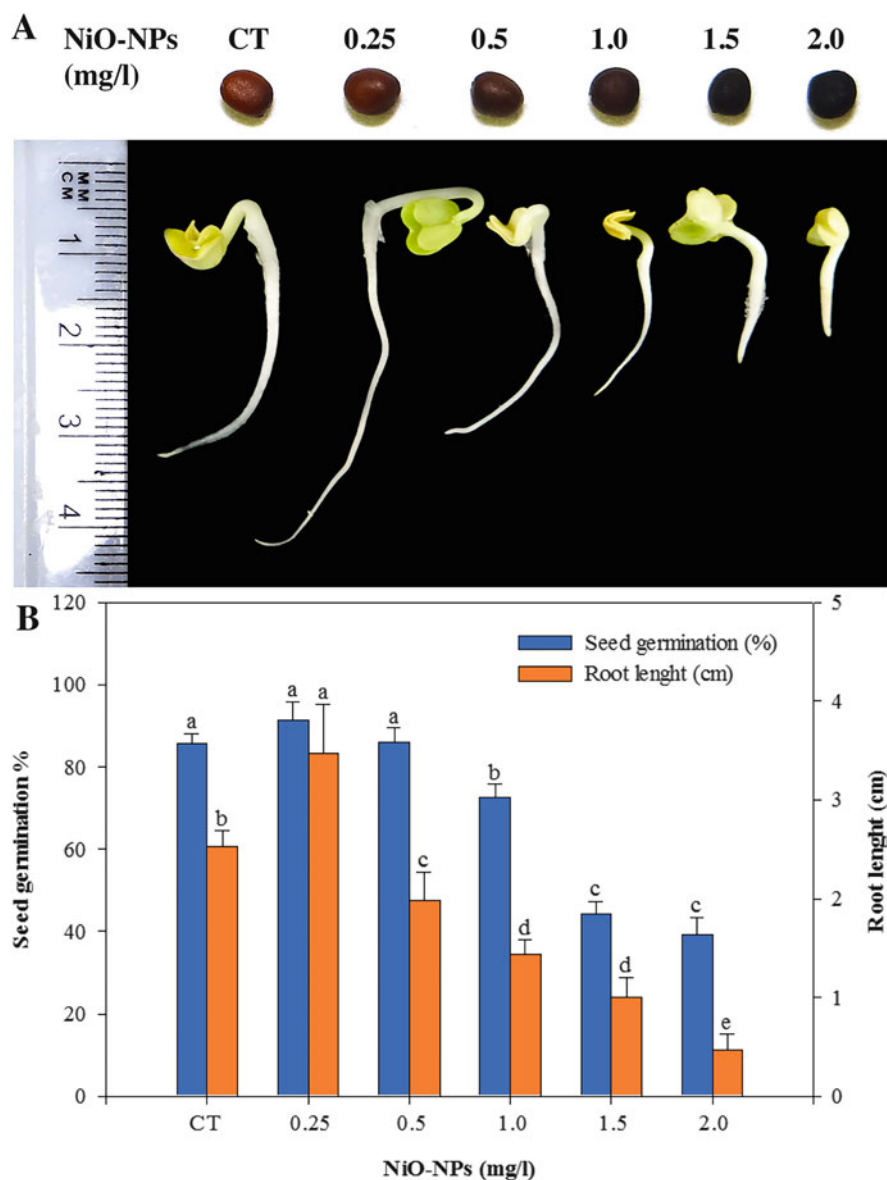 A
NiO-NPs CT 0.25 0.5 1.0 1.5 2.0
(mg/l)
MM
CM
1
2
3
4
B
120
100
80
60
40
20
0
Seed germination %
5
4
3
2
1
0
Root lenght (cm)
Seed germination (%)
Root lenght (cm)
a
b
a
a
a
c
b
d
c
d
c
e
CT 0.25 0.5 1.0 1.5 2.0
NiO-NPs (mg/l)